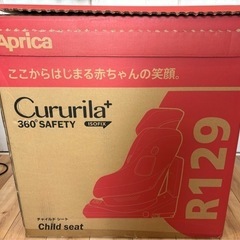 Aprica
ここからはじまる赤ちゃんの笑顔。
Cururila+
360° SAFETY ISOFIX
R129
チャイルドシート
Child seat